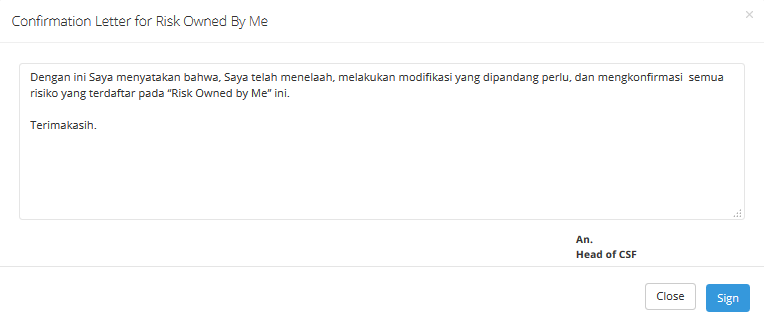 Confirmation Letter for Risk Owned By Me
×
Dengan ini Saya menyatakan bahwa, Saya telah menelaah, melakukan modifikasi yang dipandang perlu, dan mengkonfirmasi  semua
risiko yang terdaftar pada “Risk Owned by Me” ini.
Terimakasih.
An.
Head of CSF
Close
Sign